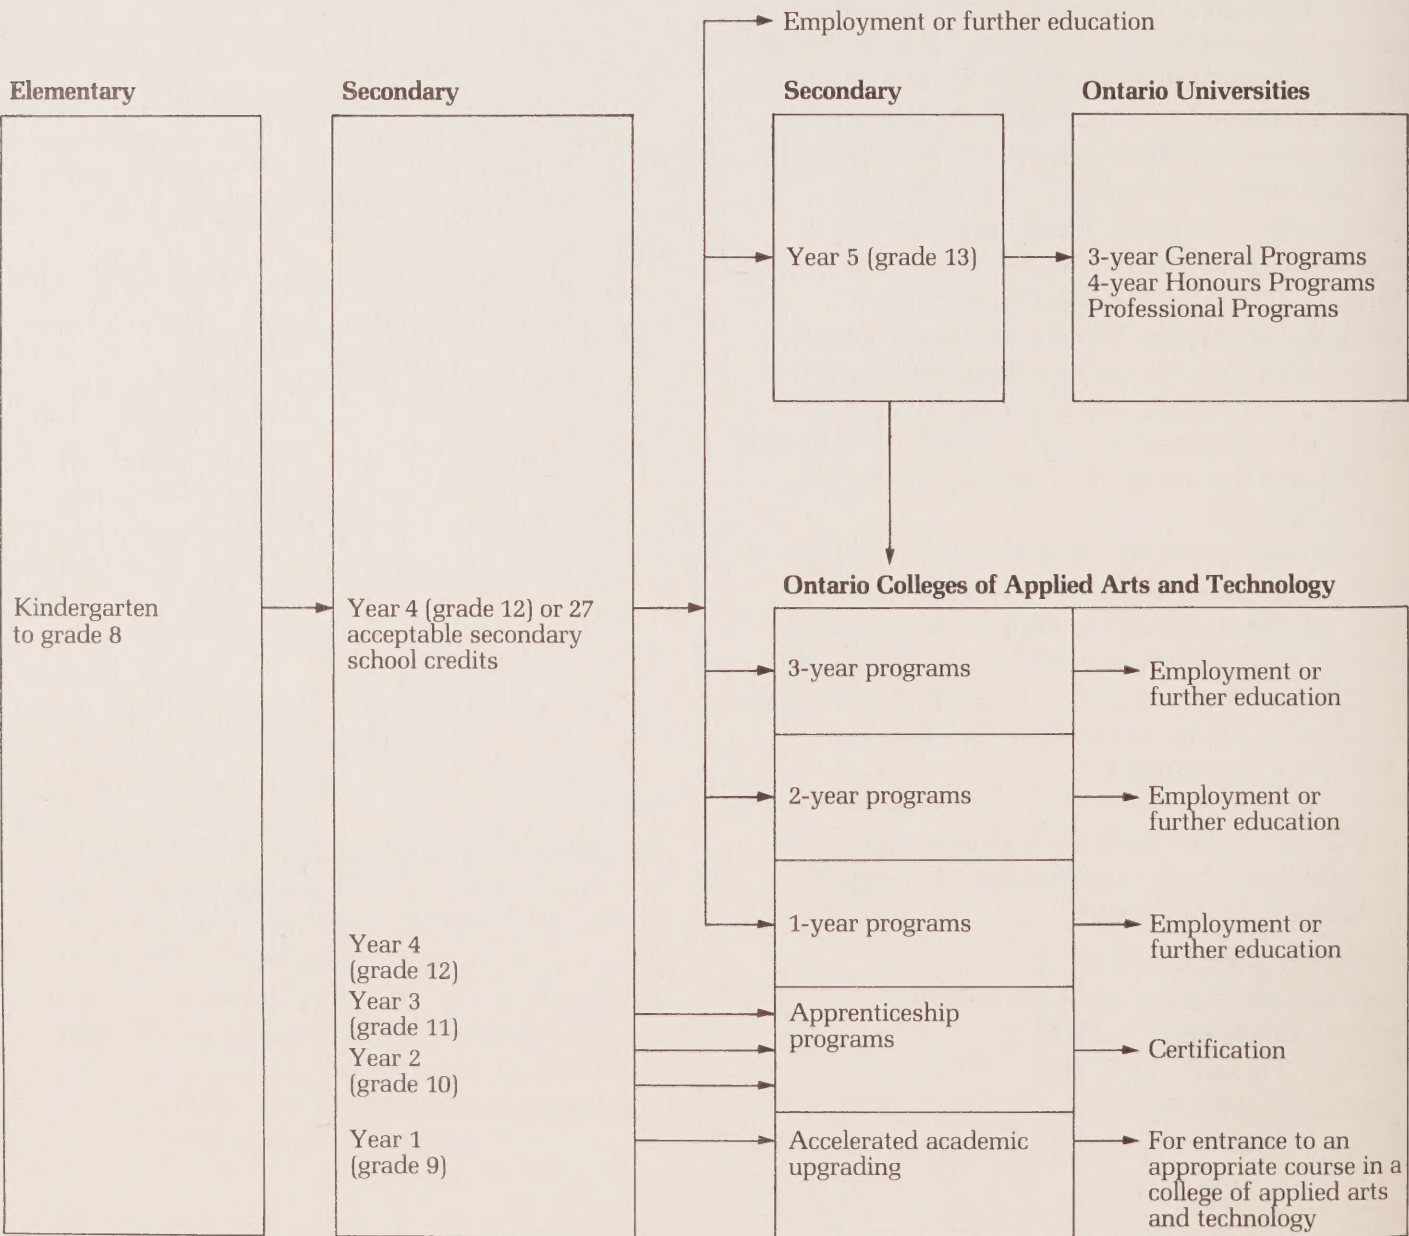 Employment or further education
Elementary
Secondary
Secondary
Ontario Universities
Year 5 (grade 13)
3-year General Programs
4-year Honours Programs
Professional Programs
Kindergarten
to grade 8
Year 4 (grade 12) or 27
acceptable secondary
school credits
Ontario Colleges of Applied Arts and Technology
3-year programs
Employment or
further education
2-year programs
Employment or
further education
1-year programs
Employment or
further education
Year 4
(grade 12)
Year 3
(grade 11)
Year 2
(grade 10)
Apprenticeship
programs
Certification
Year 1
(grade 9)
Accelerated academic
upgrading
For entrance to an
appropriate course in a
college of applied arts
and technology